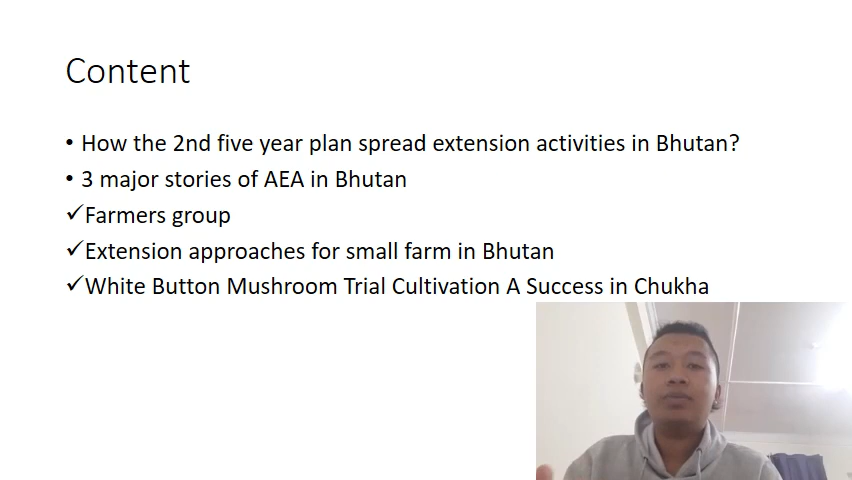 Content
• How the 2nd five year plan spread extension activities in Bhutan?
• 3 major stories of AEA in Bhutan
✓Farmers group
✓Extension approaches for small farm in Bhutan
✓White Button Mushroom Trial Cultivation A Success in Chukha